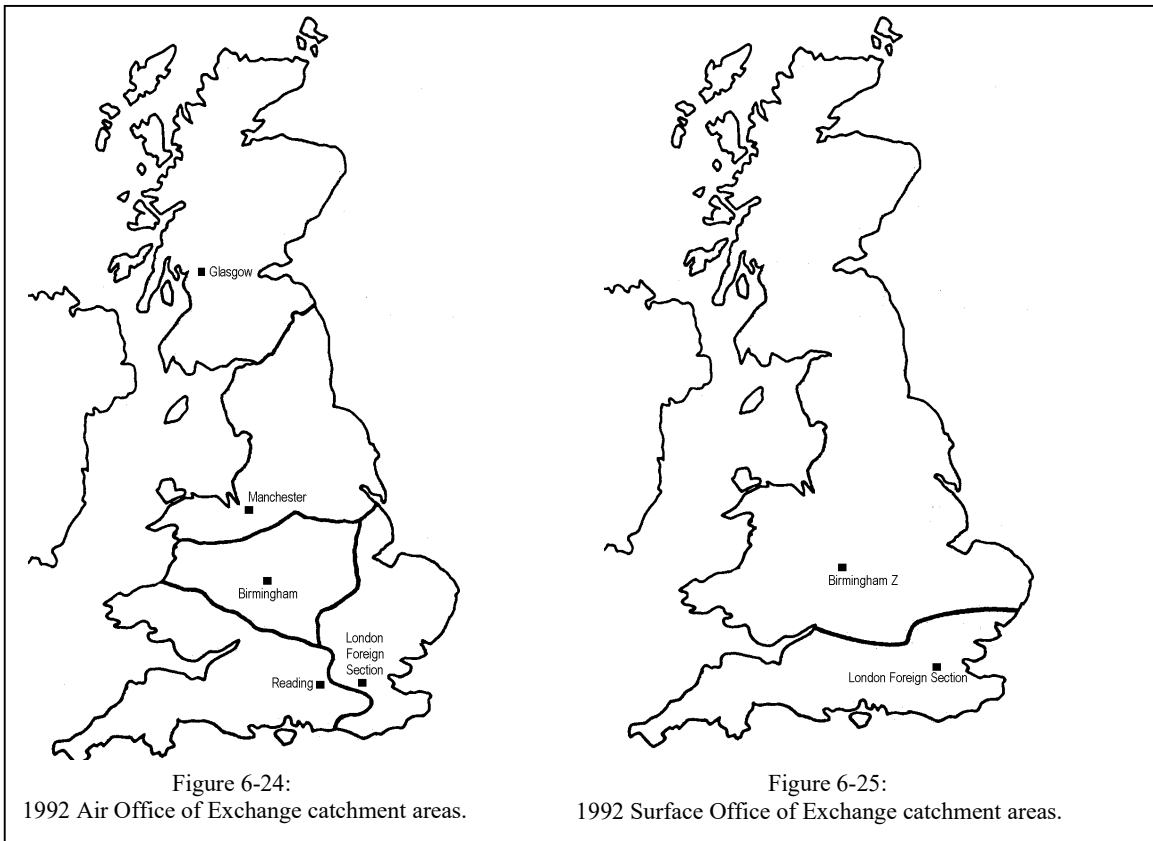 Glasgow
Manchester
Birmingham
London
Foreign
Section
Reading
Figure 6-24:
1992 Air Office of Exchange catchment areas.
Birmingham Z
London Foreign Section
Figure 6-25:
1992 Surface Office of Exchange catchment areas.